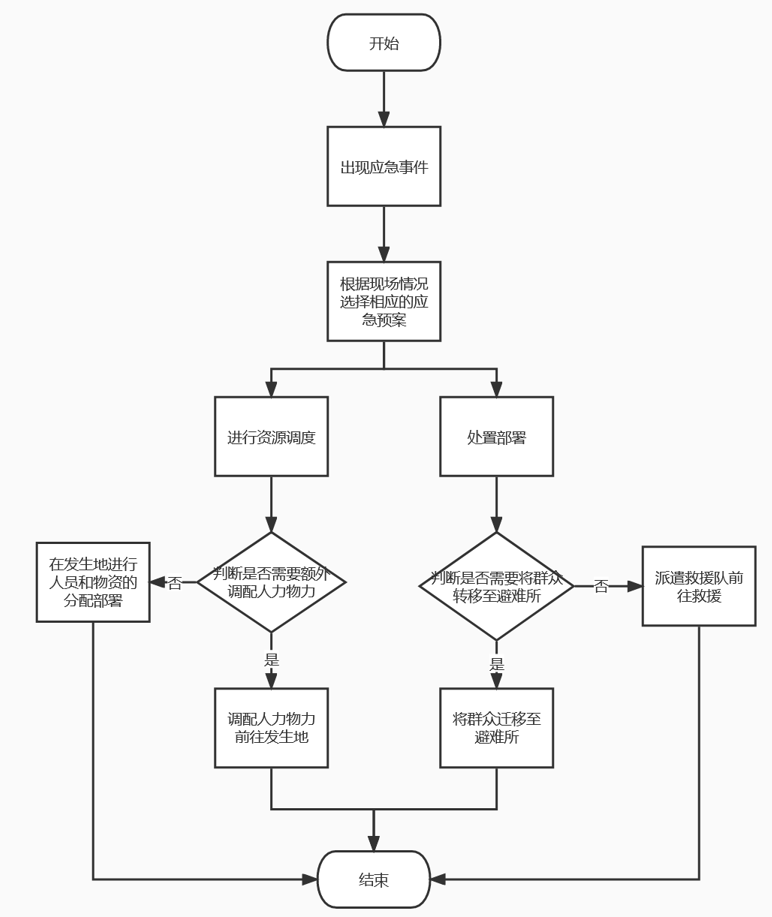 开始
出现应急事件
根据现场情况
选择相应的应
急预案
进行资源调度
处置部署
在发生地进行
人员和物资的
分配部署
否
判断是否需要额外
调配人力物力
判断是否需要将群众
转移至避难所
否
派遣救援队前
往救援
是
是
调配人力物力
前往发生地
将群众迁移至
避难所
结束